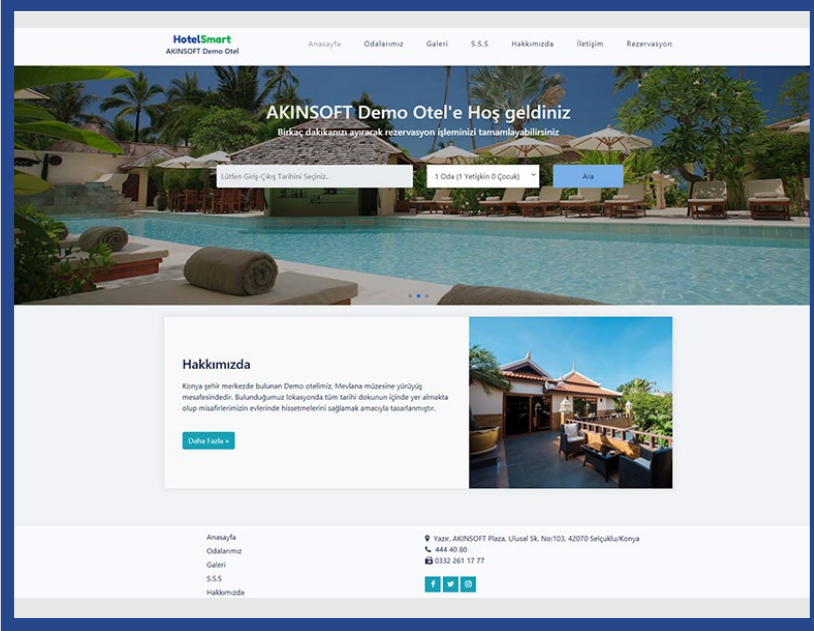 HotelSmart
AKINSOFT Demo Otel
Anasayfa Odalarımız Galeri S.S.S Hakkımızda İletişim Rezervasyon
AKINSOFT Demo Otel'e Hoş geldiniz
Birkaç dakikanızı ayırarak rezervasyon işleminizi tamamlayabilirsiniz
Lütfen Giriş-Çıkış Tarihini Seçiniz.. 1 Oda (1 Yetişkin 0 Çocuk) Ara
Hakkımızda
Konya şehir merkezde bulunan Demo otelimiz, Mevlana müzesine yürüyüş
mesafesindedir. Bulunduğumuz lokasyonda tüm tarihi dokunun içinde yer almakta
olup misafirlerimizin evlerinde hissetmelerini sağlamak amacıyla tasarlanmıştır.
Daha Fazla »
Anasayfa
Odalarımız
Galeri
S.S.S
Hakkımızda
Yazır, AKINSOFT Plaza, Ulusal Sk. No:103, 42070 Selçuklu/Konya
444 40 80
0332 261 17 77